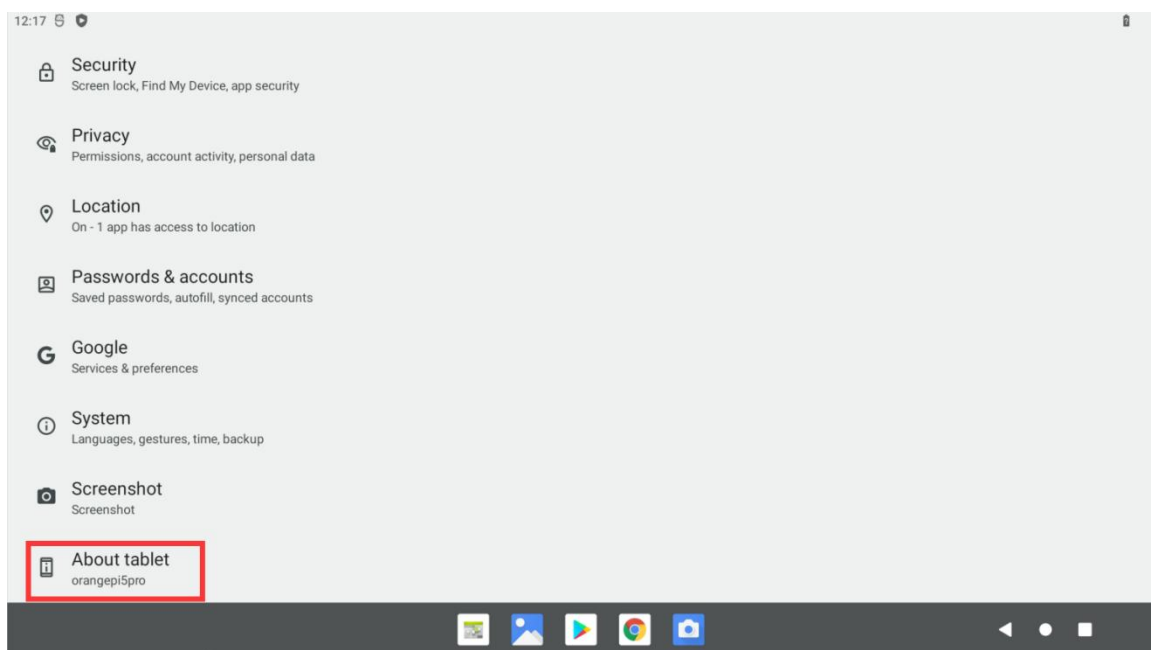 12:17
Security
Screen lock, Find My Device, app security
Privacy
Permissions, account activity, personal data
Location
On - 1 app has access to location
Passwords & accounts
Saved passwords, autofill, synced accounts
Google
Services & preferences
System
Languages, gestures, time, backup
Screenshot
Screenshot
About tablet
orangepi5pro